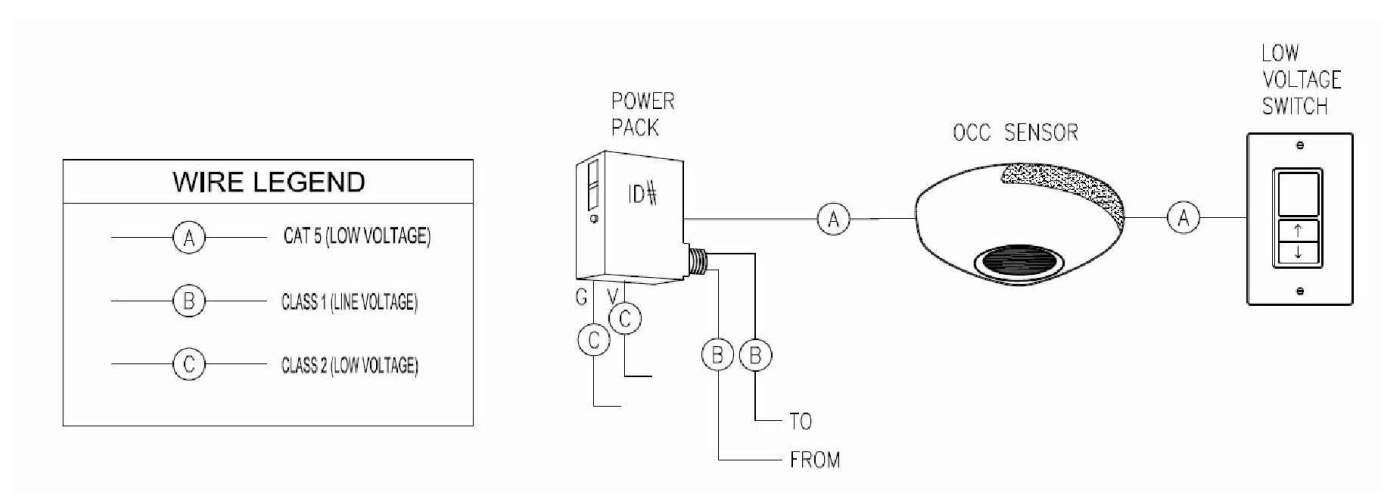 WIRE LEGEND
A CAT 5 (LOW VOLTAGE)
B CLASS 1 (LINE VOLTAGE)
C CLASS 2 (LOW VOLTAGE)
POWER
PACK
ID#
G V
C
C
A
OCC SENSOR
A
LOW
VOLTAGE
SWITCH
↑
↓
B B
TO
FROM